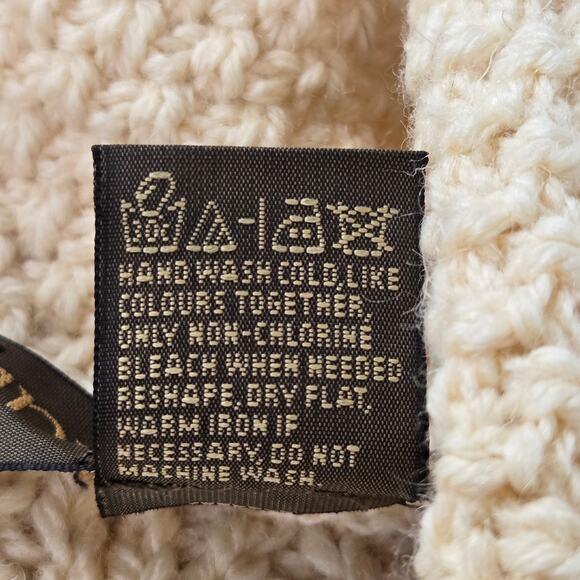 30C
HAND WASH COLD, LIKE
COLOURS TOGETHER,
ONLY NON-CHLORINE
BLEACH WHEN NEEDED
RESHAPE, DRY FLAT,
WARM IRON IF
NECESSARY, DO NOT
MACHINE WASH